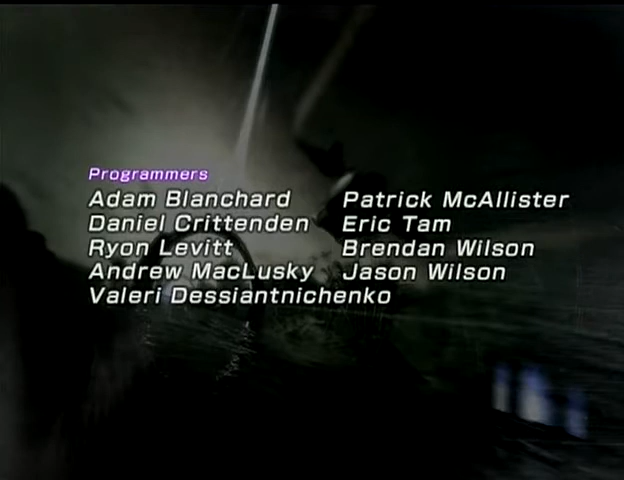 Programmers
Adam Blanchard Patrick McAllister
Daniel Crittenden Eric Tam
Ryon Levitt Brendan Wilson
Andrew MacLusky Jason Wilson
Valeri Dessiantnichenko